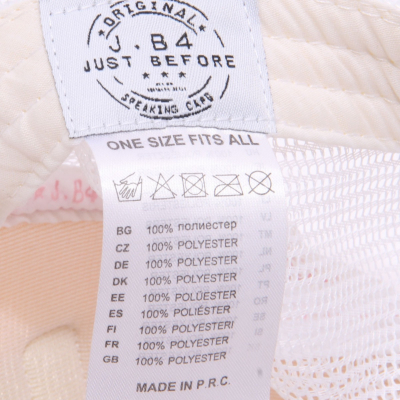 ORIGINAL
J.B4
JUST BEFORE
SPEAKING CAPS
ONE SIZE FITS ALL
BG 100% полиестер
CZ 100% POLYESTER
DE 100% POLYESTER
DK 100% POLYESTER
EE 100% POLÜESTER
ES 100% POLIÉSTER
FI 100% POLYESTERI
FR 100% POLYESTER
GB 100% POLYESTER
MADE IN P.R.C.
J.B4